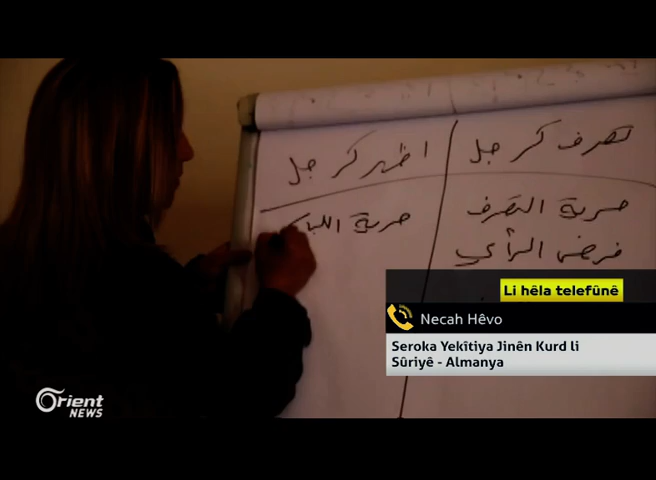 تصرف كرجل
اظهر كرجل
حرية التصرف
فرض الرأي
حرية اللبا
Li hêla telefûnê
Necah Hêvo
Seroka Yekîtiya Jinên Kurd li
Sûriyê - Almanya
Orient
NEWS